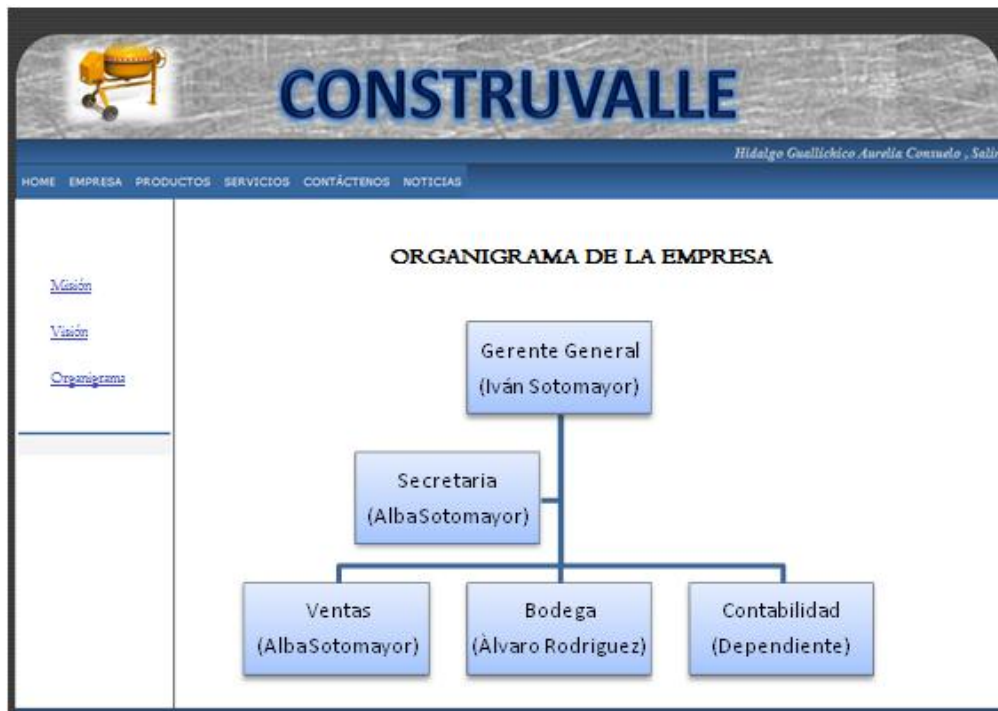 CONSTRUVALLE
Hidalgo Guallichico Aurelia Consuelo , Salin
HOME EMPRESA PRODUCTOS SERVICIOS CONTÁCTENOS NOTICIAS
Misión
Visión
Organigrama
ORGANIGRAMA DE LA EMPRESA
Gerente General
(Iván Sotomayor)
Secretaria
(AlbaSotomayor)
Ventas
(AlbaSotomayor)
Bodega
(Àlvaro Rodriguez)
Contabilidad
(Dependiente)